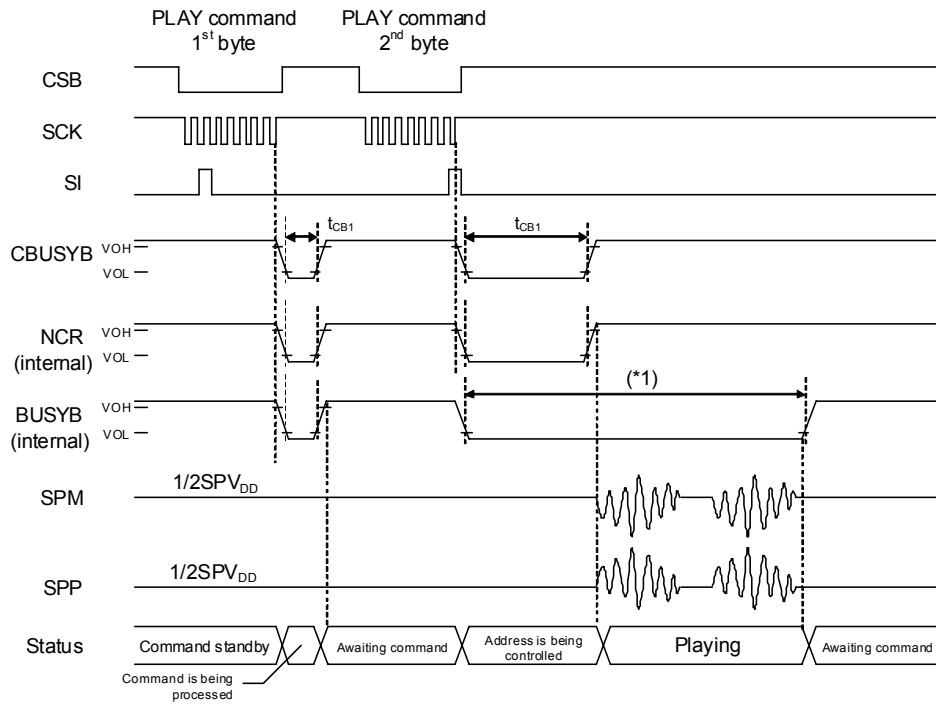 PLAY command
1st byte
PLAY command
2nd byte
CSB
SCK
SI
tCB1
tCB1
CBUSYB
VOH
VOL
NCR
(internal)
VOH
VOL
(*1)
BUSYB
(internal)
VOH
VOL
SPM
1/2SPVDD
SPP
1/2SPVDD
Status
Command standby
Awaiting command
Address is being
controlled
Playing
Awaiting command
Command is being
processed